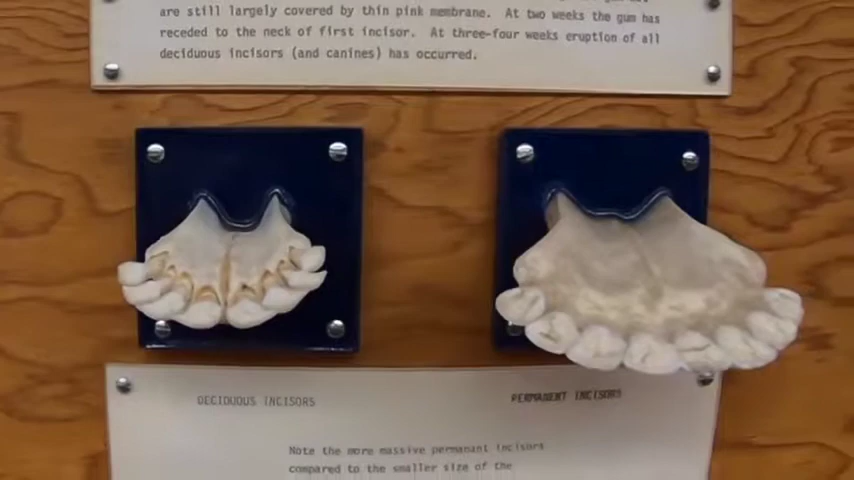 are still largely covered by thin pink membrane. At two weeks the gum has
receded to the neck of first incisor. At three-four weeks eruption of all
deciduous incisors (and canines) has occurred.
DECIDUOUS INCISORS
PERMANENT INCISORS
Note the more massive permanent incisors
compared to the smaller size of the